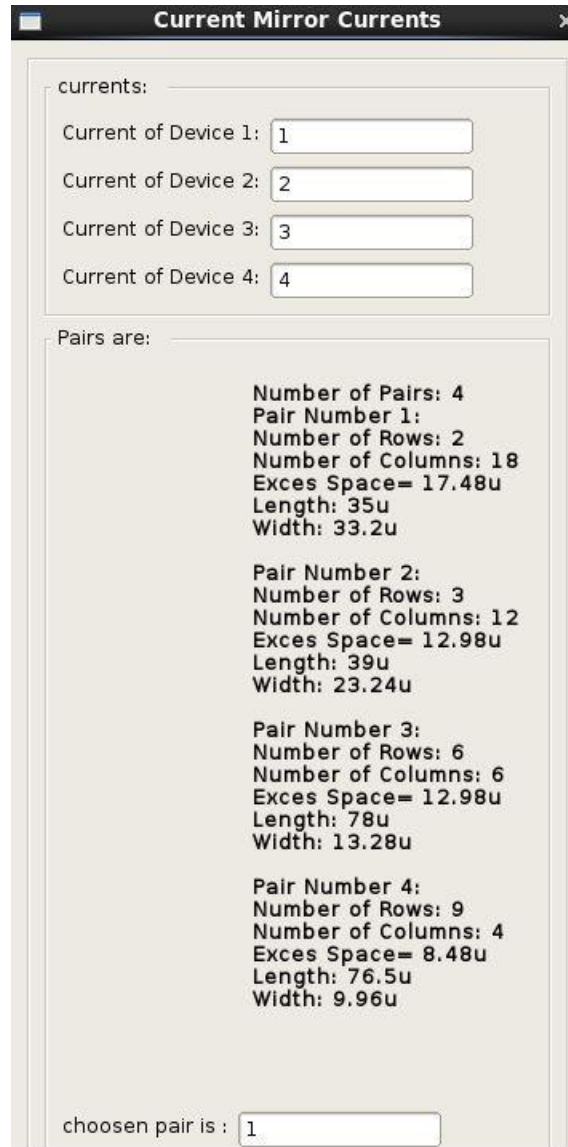 Current Mirror Currents
currents:
Current of Device 1: 1
Current of Device 2: 2
Current of Device 3: 3
Current of Device 4: 4
Pairs are:
Number of Pairs: 4
Pair Number 1:
Number of Rows: 2
Number of Columns: 18
Exces Space= 17.48u
Length: 35u
Width: 33.2u
Pair Number 2:
Number of Rows: 3
Number of Columns: 12
Exces Space= 12.98u
Length: 39u
Width: 23.24u
Pair Number 3:
Number of Rows: 6
Number of Columns: 6
Exces Space= 12.98u
Length: 78u
Width: 13.28u
Pair Number 4:
Number of Rows: 9
Number of Columns: 4
Exces Space= 8.48u
Length: 76.5u
Width: 9.96u
choosen pair is : 1